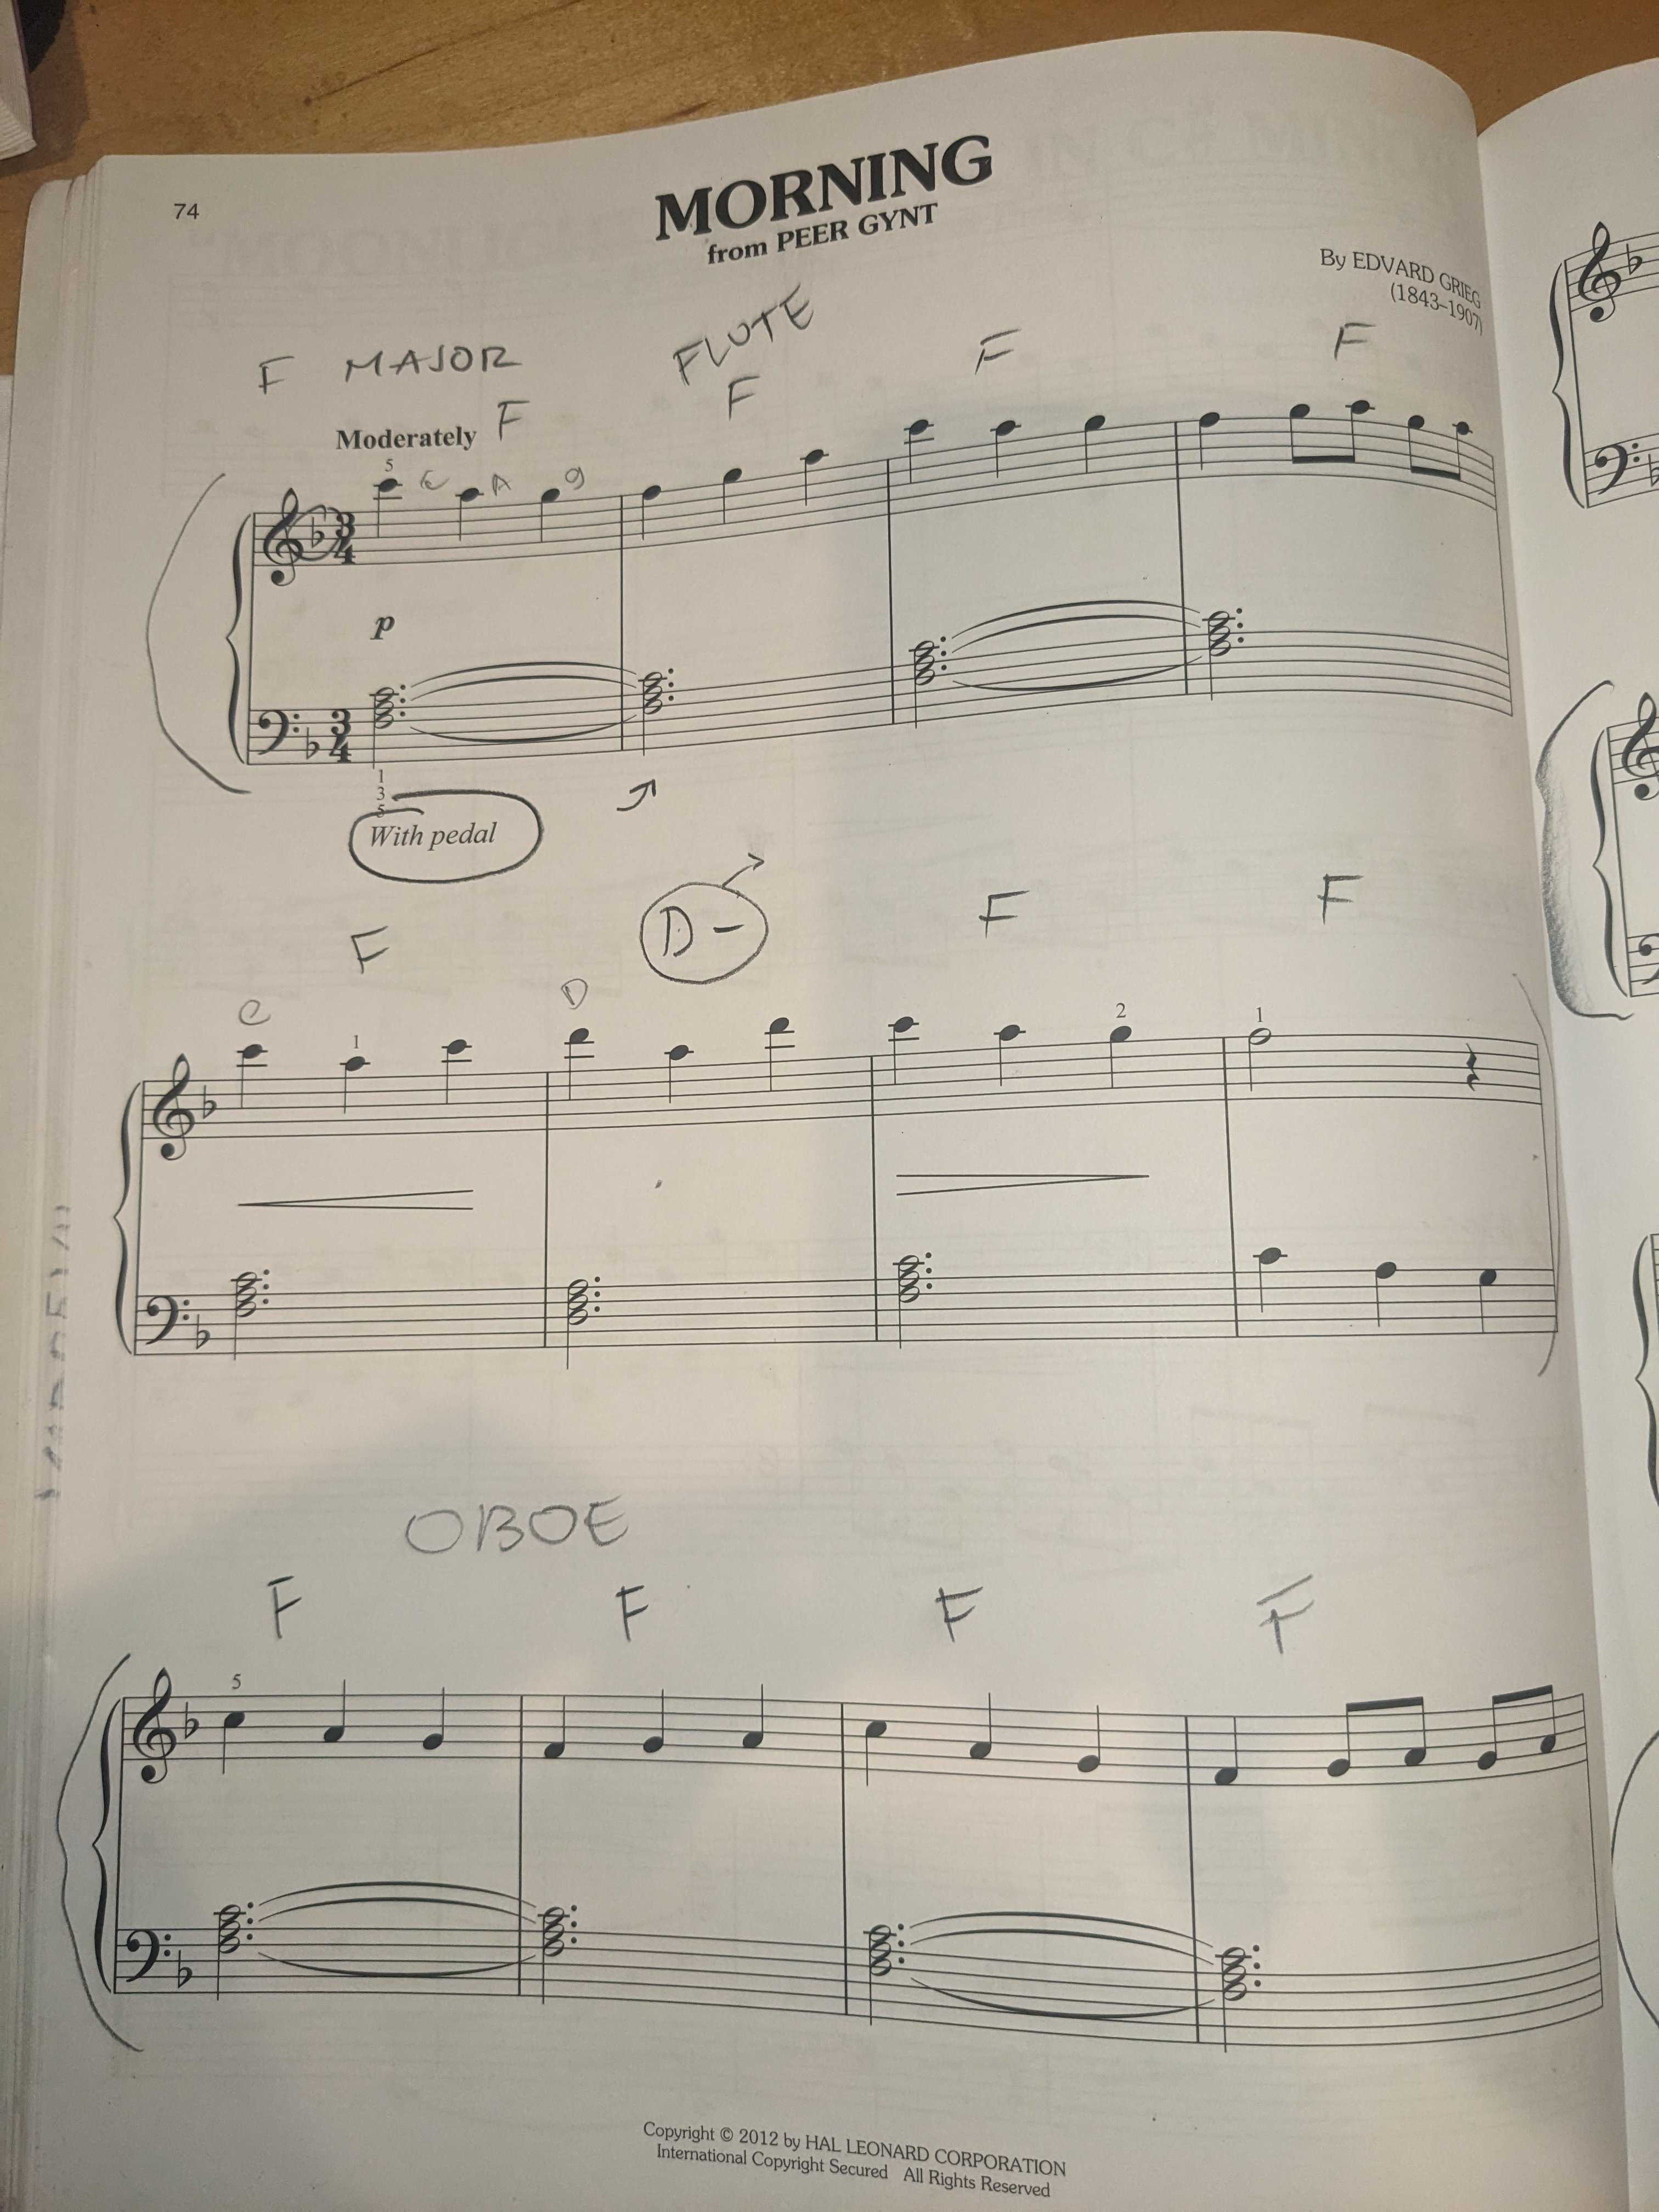 74
MORNING
from PEER GYNT
By EDVARD GRIEG
(1843–1907)
F MAJOR
FLUTE
F
F
F
F
Moderately
5
C A g
3
4
p
3
4
1
3
5
With pedal
F
D-
F
F
C
1
D
2
1
OBOE
F
F
F
F
5
Copyright © 2012 by HAL LEONARD CORPORATION
International Copyright Secured All Rights Reserved